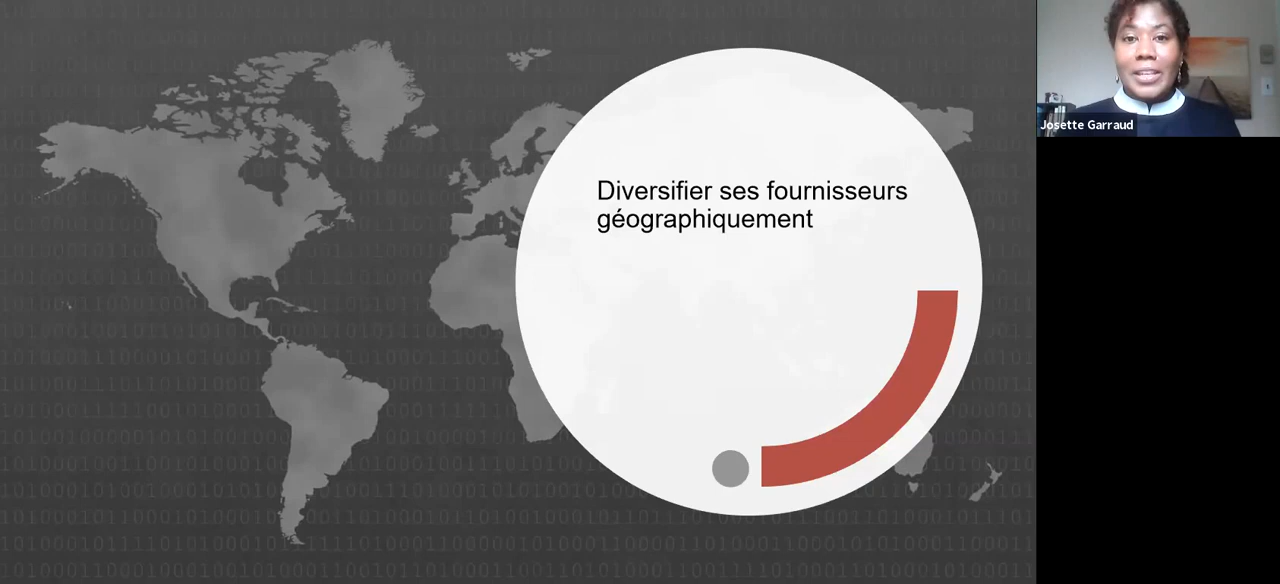 Diversifier ses fournisseurs
géographiquement
Josette Garraud